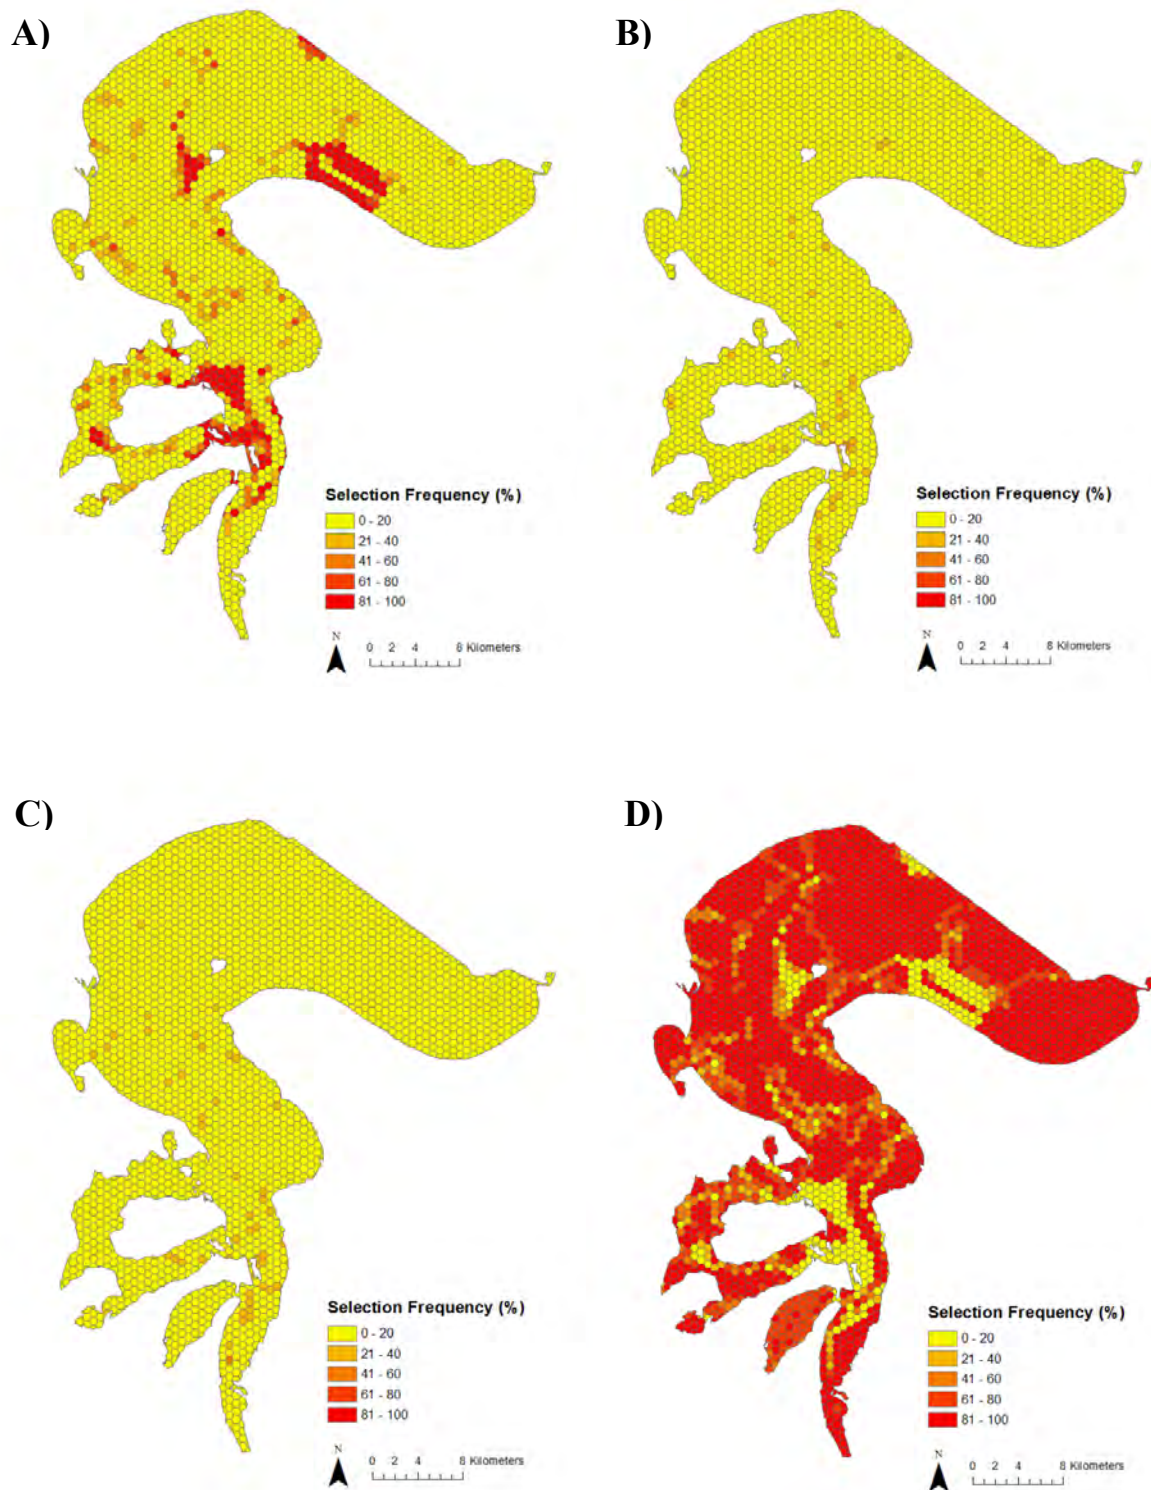 A)
B)
Selection Frequency (%)
0 - 20
21 - 40
41 - 60
61 - 80
81 - 100
N
0 2 4 8 Kilometers
Selection Frequency (%)
0 - 20
21 - 40
41 - 60
61 - 80
81 - 100
N
0 2 4 8 Kilometers
C)
D)
Selection Frequency (%)
0 - 20
21 - 40
41 - 60
61 - 80
81 - 100
N
0 2 4 8 Kilometers
Selection Frequency (%)
0 - 20
21 - 40
41 - 60
61 - 80
81 - 100
N
0 2 4 8 Kilometers